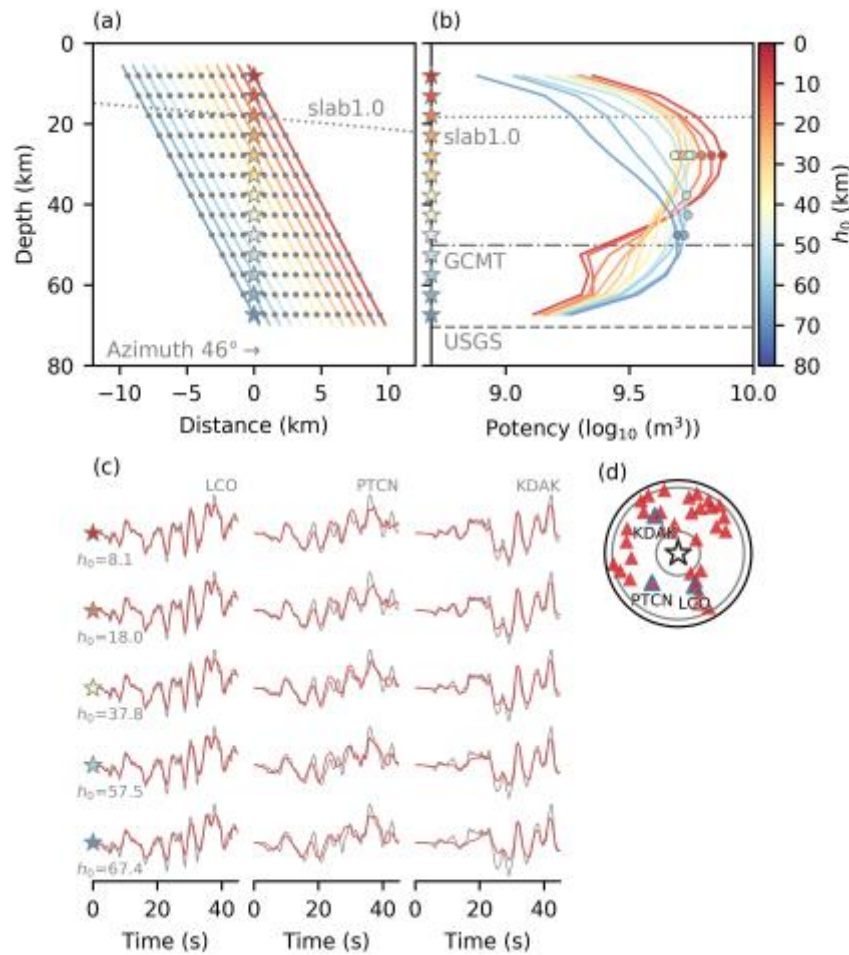 (a)
(b)
0
20
40
60
80
Depth (km)
slab1.0
Azimuth 46° →
−10
−5
0
5
10
Distance (km)
slab1.0
GCMT
USGS
9.0
9.5
10.0
Potency (log10 (m3))
0
10
20
30
40
50
60
70
80
h0 (km)
(c)
LCO
PTCN
KDAK
h0=8.1
h0=18.0
h0=37.8
h0=57.5
h0=67.4
0
20
40
0
20
40
0
20
40
Time (s)
Time (s)
Time (s)
(d)
KDAK
PTCN
LCO